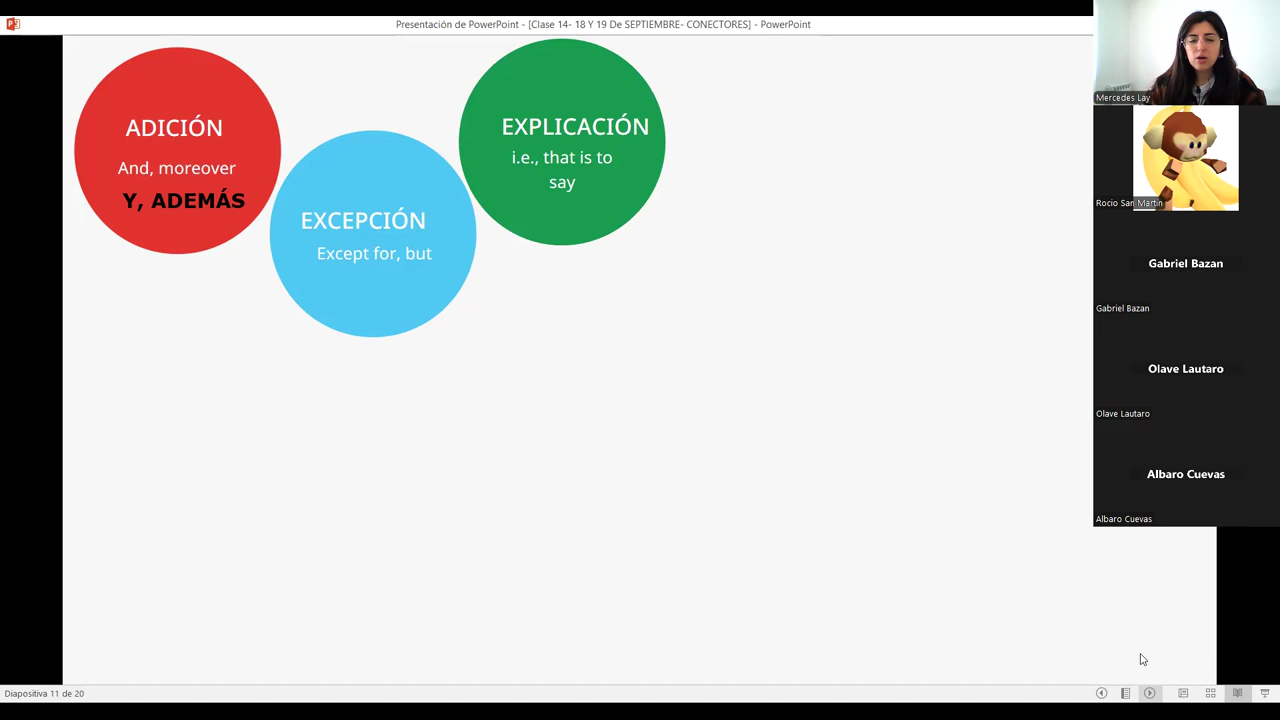 Presentación de PowerPoint - [Clase 14- 18 Y 19 De SEPTIEMBRE- CONECTORES] - PowerPoint
ADICIÓN
And, moreover
Y, ADEMÁS
EXCEPCIÓN
Except for, but
EXPLICACIÓN
i.e., that is to
say
Mercedes Lay
Rocio San Martin
Gabriel Bazan
Gabriel Bazan
Olave Lautaro
Olave Lautaro
Albaro Cuevas
Albaro Cuevas
Diapositiva 11 de 20